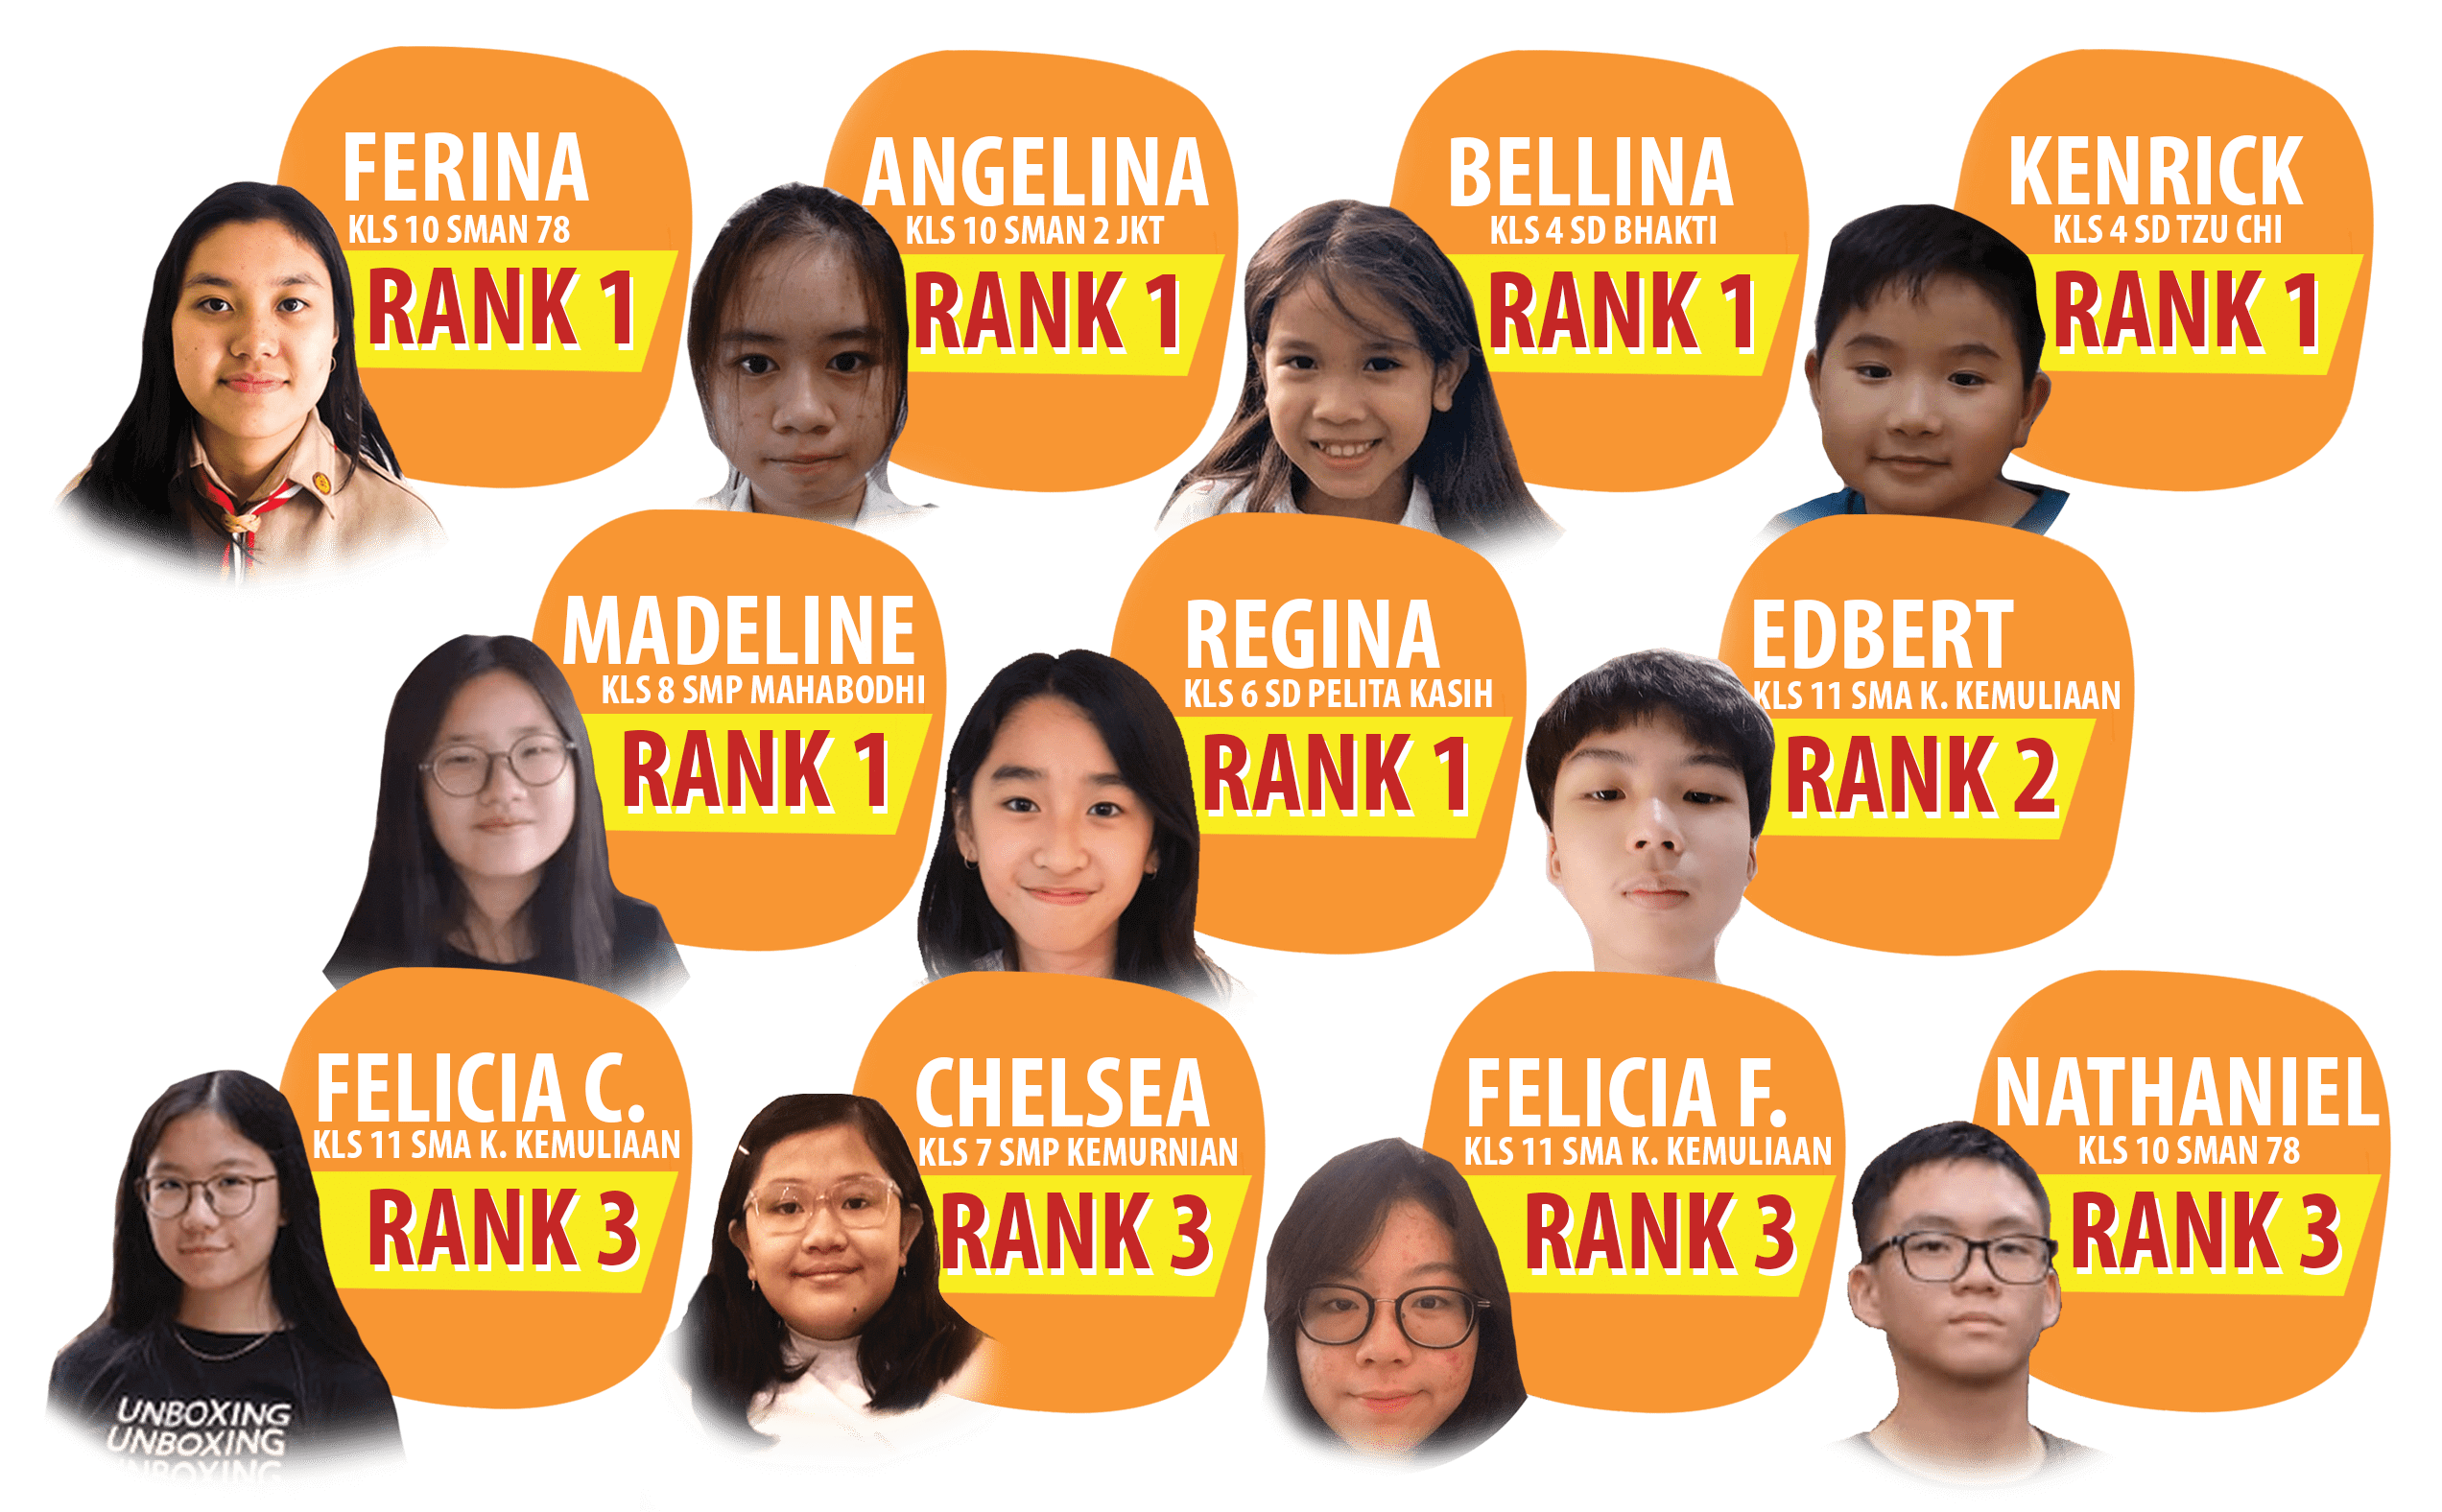 FERINA
KLS 10 SMAN 78
RANK 1
ANGELINA
KLS 10 SMAN 2 JKT
RANK 1
BELLINA
KLS 4 SD BHAKTI
RANK 1
KENRICK
KLS 4 SD TZU CHI
RANK 1
MADELINE
KLS 8 SMP MAHABODHI
RANK 1
REGINA
KLS 6 SD PELITA KASIH
RANK 1
EDBERT
KLS 11 SMA K. KEMULIAAN
RANK 2
FELICIA C.
KLS 11 SMA K. KEMULIAAN
RANK 3
UNBOXING
UNBOXING
UNBOXING
CHELSEA
KLS 7 SMP KEMURNIAN
RANK 3
FELICIA F.
KLS 11 SMA K. KEMULIAAN
RANK 3
NATHANIEL
KLS 10 SMAN 78
RANK 3